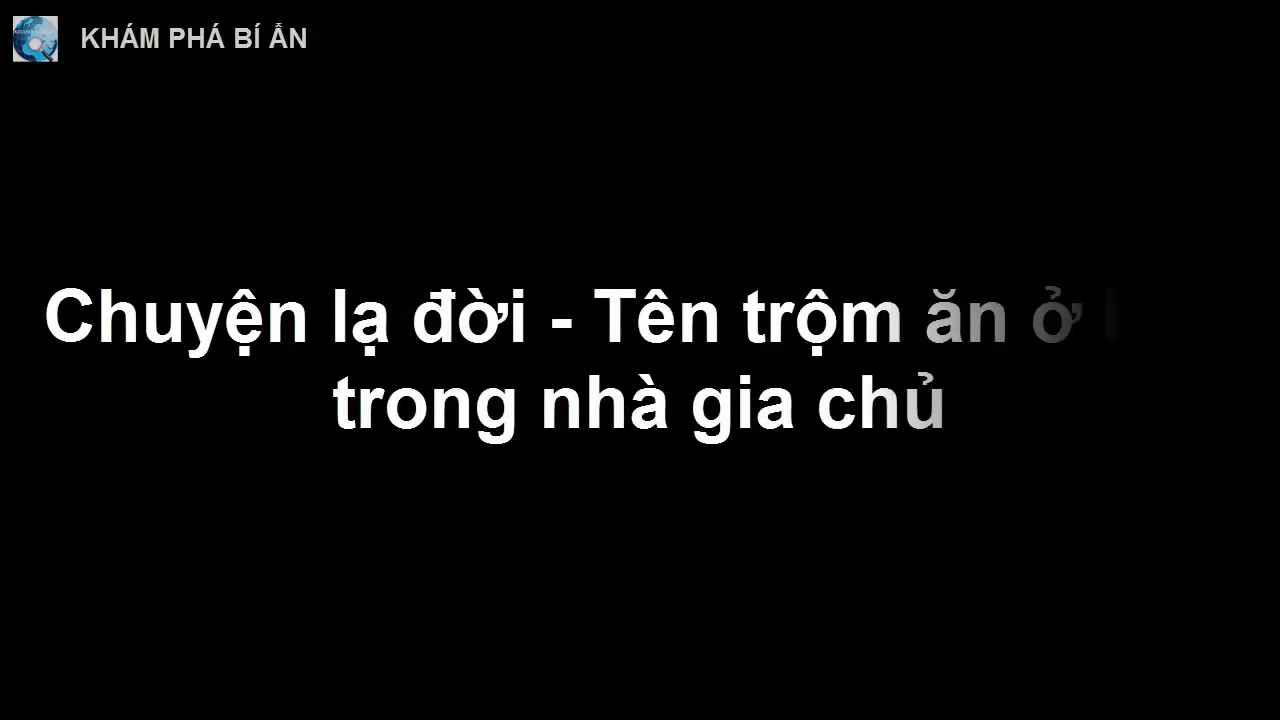 KHÁM PHÁ BÍ ẨN
Chuyện lạ đời - Tên trộm ăn ở
trong nhà gia chủ